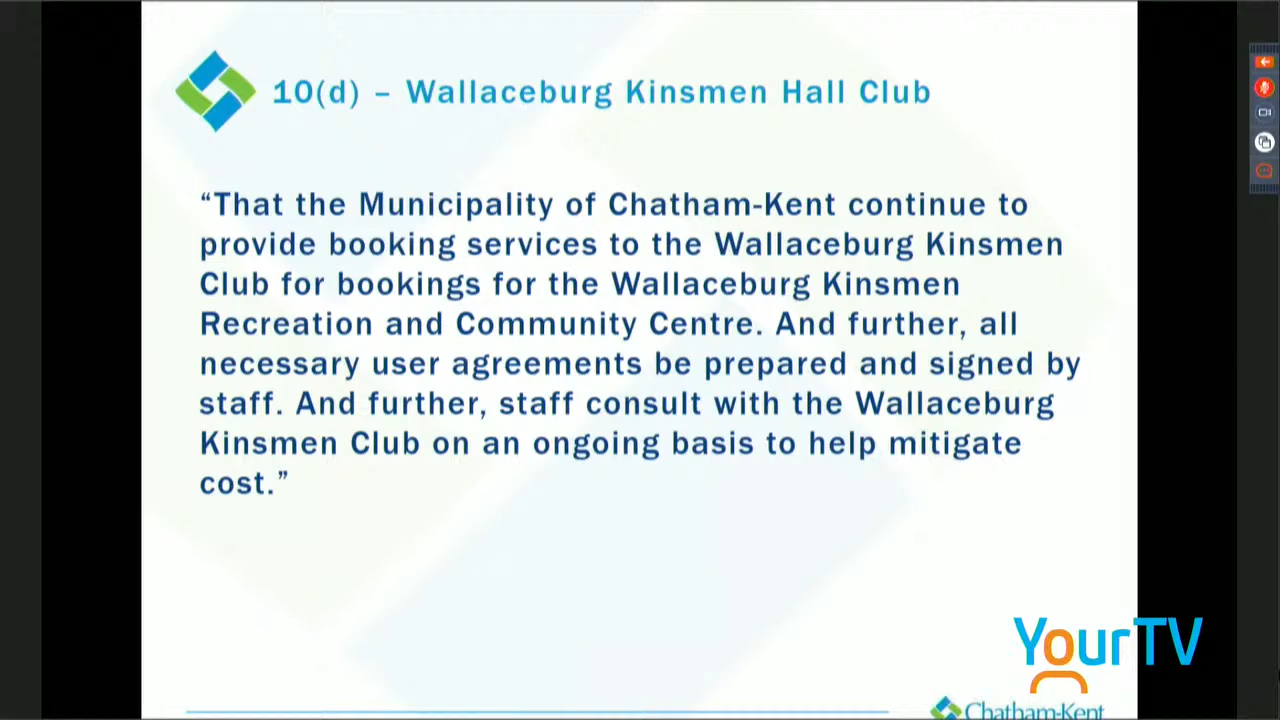 10(d) – Wallaceburg Kinsmen Hall Club
“That the Municipality of Chatham-Kent continue to
provide booking services to the Wallaceburg Kinsmen
Club for bookings for the Wallaceburg Kinsmen
Recreation and Community Centre. And further, all
necessary user agreements be prepared and signed by
staff. And further, staff consult with the Wallaceburg
Kinsmen Club on an ongoing basis to help mitigate
cost.”
YourTV
Chatham-Kent